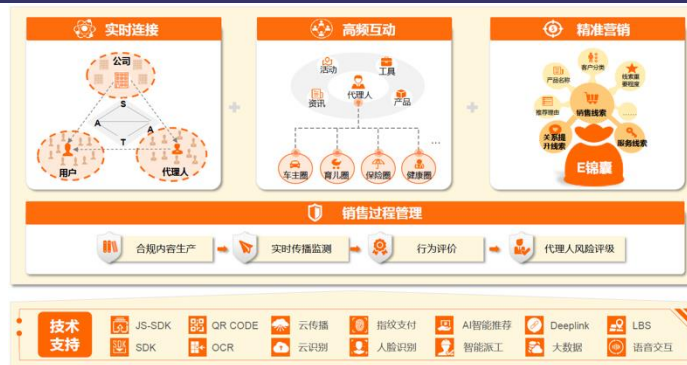 实时连接
公司
S
A
A
T
用户
代理人
高频互动
活动
工具
代理人
资讯
产品
...
车主圈
育儿圈
保险圈
健康圈
精准营销
客户分类
产品名称
线索重
要程度
推荐理由
销售线索
......
关系提
升线索
服务线索
E锦囊
销售过程管理
合规内容生产
实时传播监测
行为评价
代理人风险评级
技术
支持
JS-SDK
QR CODE
云传播
指纹支付
AI智能推荐
Deeplink
LBS
SDK
OCR
云识别
人脸识别
智能派工
大数据
语音交互